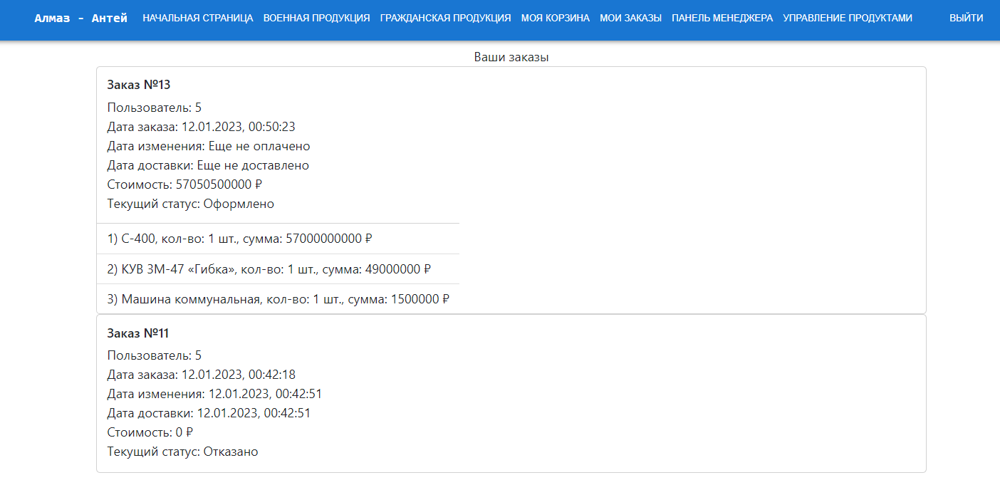 Алмаз - Антей НАЧАЛЬНАЯ СТРАНИЦА ВОЕННАЯ ПРОДУКЦИЯ ГРАЖДАНСКАЯ ПРОДУКЦИЯ МОЯ КОРЗИНА МОИ ЗАКАЗЫ ПАНЕЛЬ МЕНЕДЖЕРА УПРАВЛЕНИЕ ПРОДУКТАМИ ВЫЙТИ
Ваши заказы
Заказ №13
Пользователь: 5
Дата заказа: 12.01.2023, 00:50:23
Дата изменения: Еще не оплачено
Дата доставки: Еще не доставлено
Стоимость: 57050500000 ₽
Текущий статус: Оформлено
1) С-400, кол-во: 1 шт., сумма: 57000000000 ₽
2) КУВ 3М-47 «Гибка», кол-во: 1 шт., сумма: 49000000 ₽
3) Машина коммунальная, кол-во: 1 шт., сумма: 1500000 ₽
Заказ №11
Пользователь: 5
Дата заказа: 12.01.2023, 00:42:18
Дата изменения: 12.01.2023, 00:42:51
Дата доставки: 12.01.2023, 00:42:51
Стоимость: 0 ₽
Текущий статус: Отказано